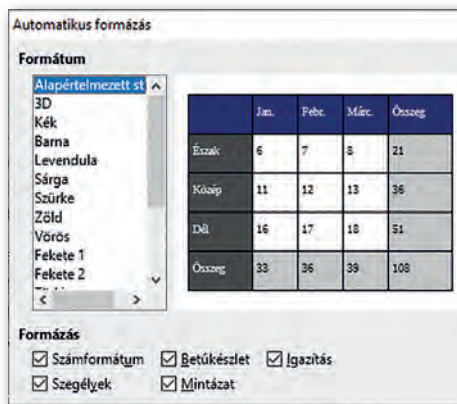 Automatikus formázás
Formátum
Alapértelmezett st
3D
Kék
Barna
Levendula
Sárga
Szürke
Zöld
Vörös
Fekete 1
Fekete 2
Jan. Febr. Márc. Összeg
Észak 6 7 8 21
Közép 11 12 13 36
Dél 16 17 18 51
Összeg 33 36 39 108
Formázás
Számformátum Betűkészlet Igazítás
Szegélyek Mintázat